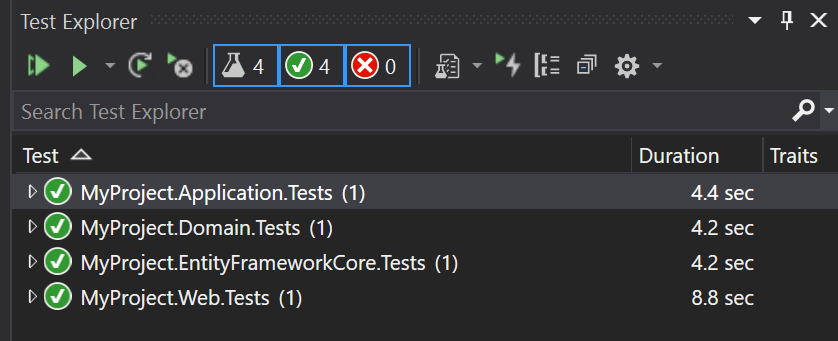 Test Explorer
4 4 0
Search Test Explorer
Test Duration Traits
MyProject.Application.Tests (1) 4.4 sec
MyProject.Domain.Tests (1) 4.2 sec
MyProject.EntityFrameworkCore.Tests (1) 4.2 sec
MyProject.Web.Tests (1) 8.8 sec